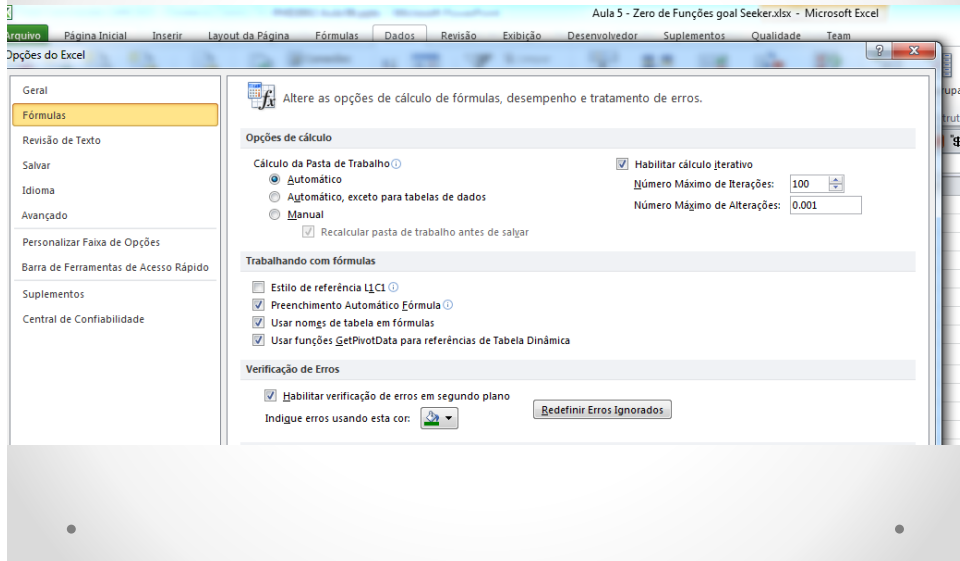 Aula 5 - Zero de Funções goal Seeker.xlsx - Microsoft Excel
Arquivo Página Inicial Inserir Layout da Página Fórmulas Dados Revisão Exibição Desenvolvedor Suplementos Qualidade Team
Opções do Excel
Geral
Fórmulas
Revisão de Texto
Salvar
Idioma
Avançado
Personalizar Faixa de Opções
Barra de Ferramentas de Acesso Rápido
Suplementos
Central de Confiabilidade
Altere as opções de cálculo de fórmulas, desempenho e tratamento de erros.
Opções de cálculo
Cálculo da Pasta de Trabalho
Automático
Automático, exceto para tabelas de dados
Manual
Recalcular pasta de trabalho antes de salvar
Habilitar cálculo iterativo
Número Máximo de Iterações: 100
Número Máximo de Alterações: 0.001
Trabalhando com fórmulas
Estilo de referência L1C1
Preenchimento Automático Fórmula
Usar nomes de tabela em fórmulas
Usar funções GetPivotData para referências de Tabela Dinâmica
Verificação de Erros
Habilitar verificação de erros em segundo plano
Indique erros usando esta cor:
Redefinir Erros Ignorados